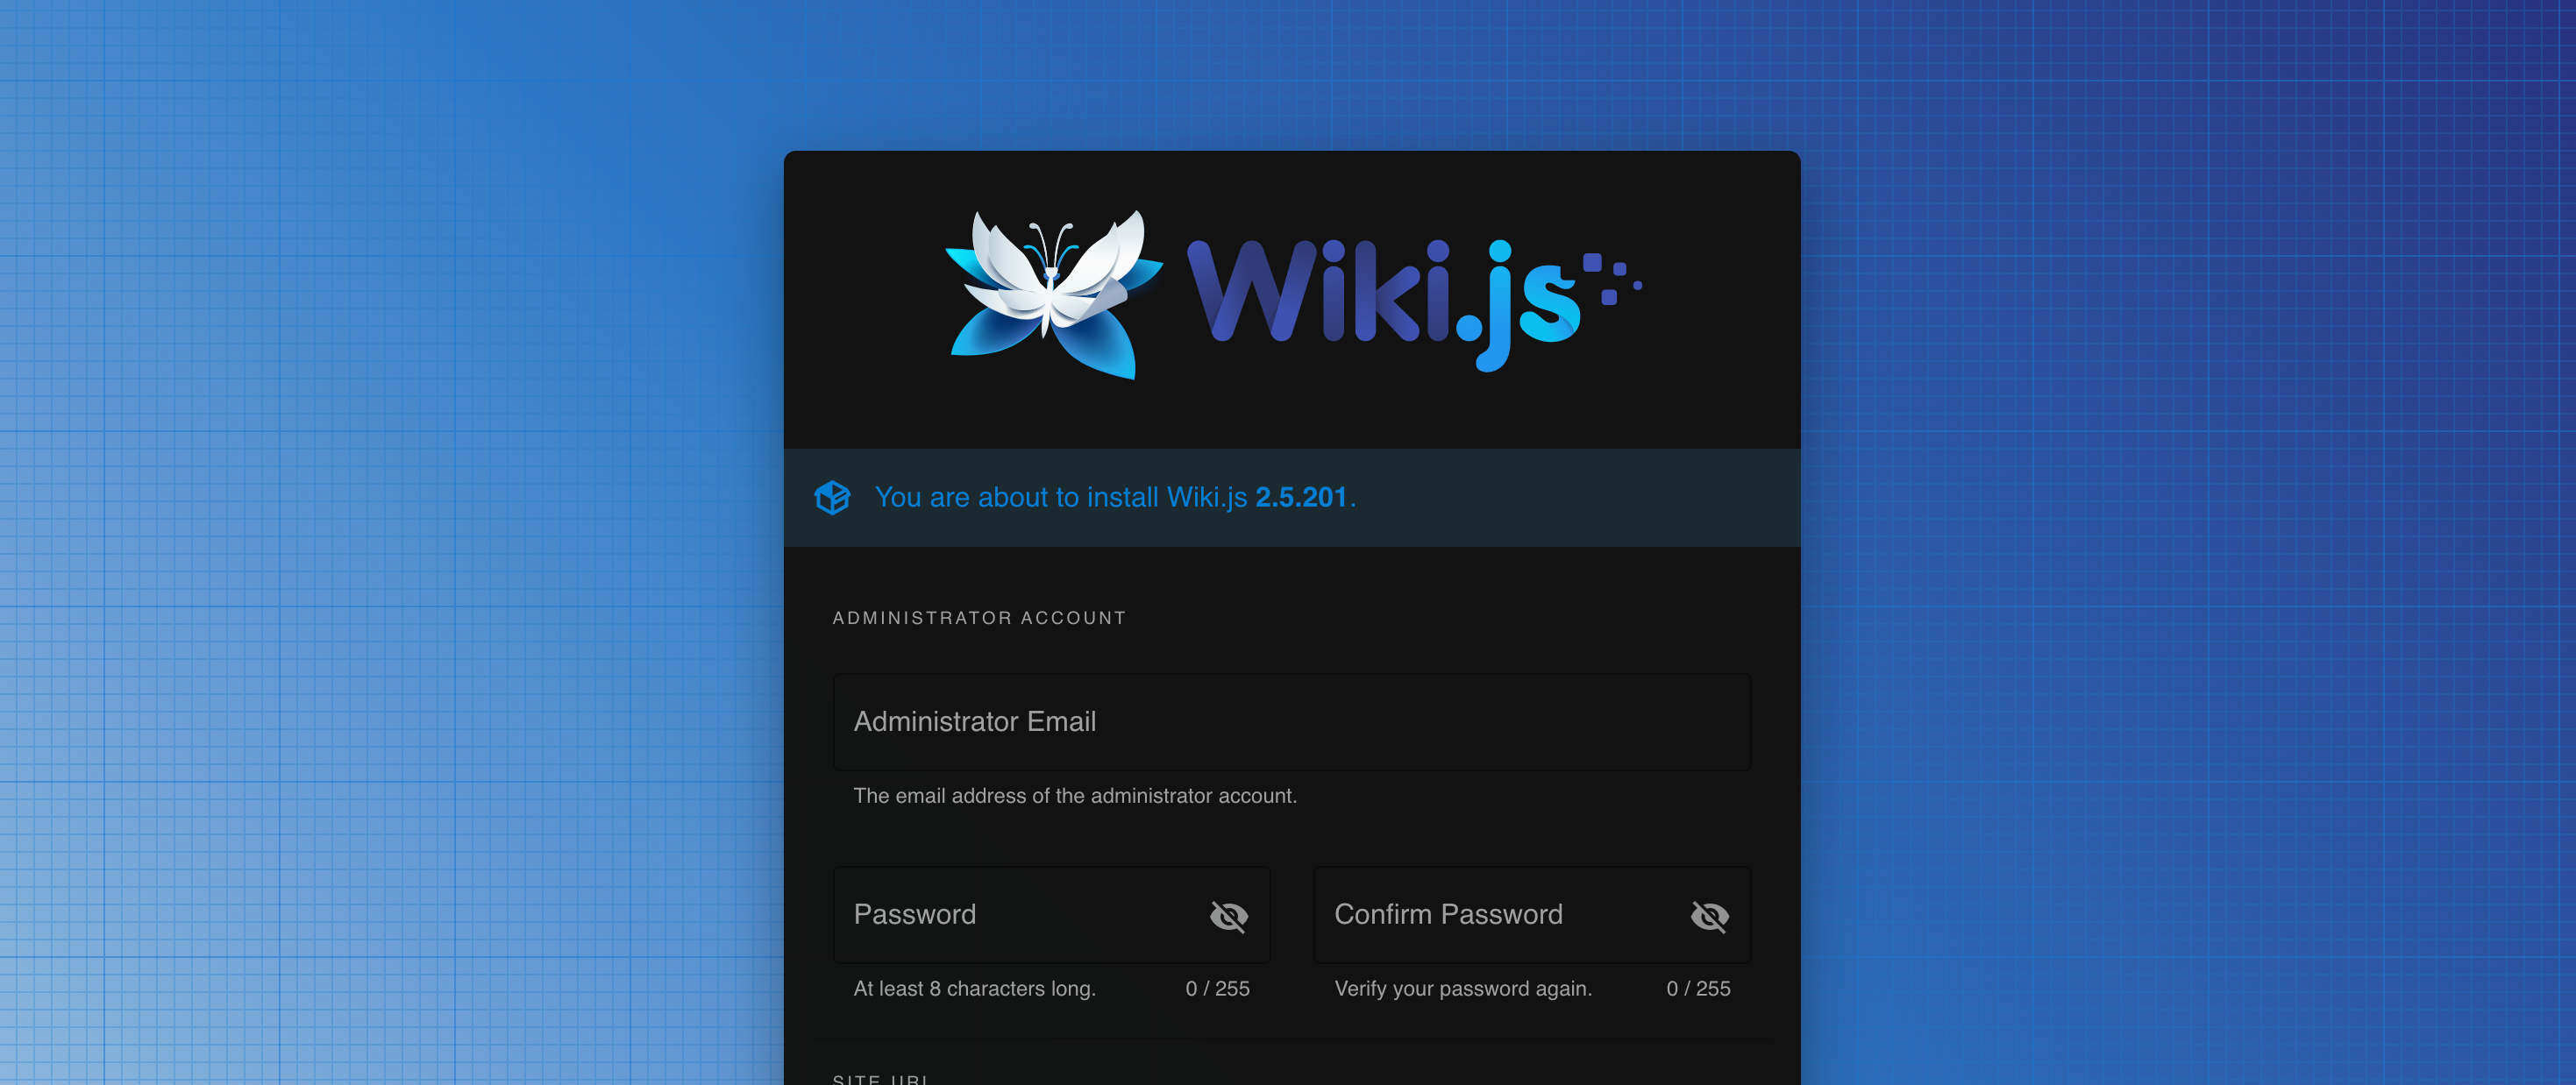 Wiki.js
You are about to install Wiki.js 2.5.201.
ADMINISTRATOR ACCOUNT
Administrator Email
The email address of the administrator account.
Password
Confirm Password
At least 8 characters long. 0 / 255
Verify your password again. 0 / 255
SITE URL